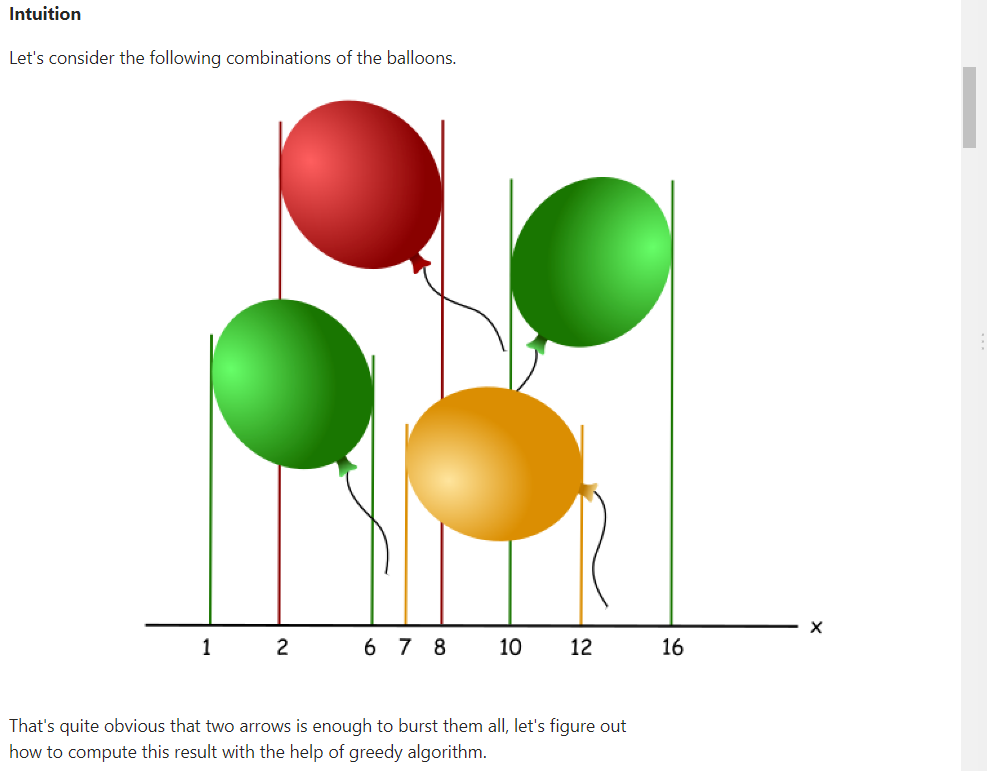 Intuition
Let's consider the following combinations of the balloons.
x
1 2 6 7 8 10 12 16
That's quite obvious that two arrows is enough to burst them all, let's figure out
how to compute this result with the help of greedy algorithm.